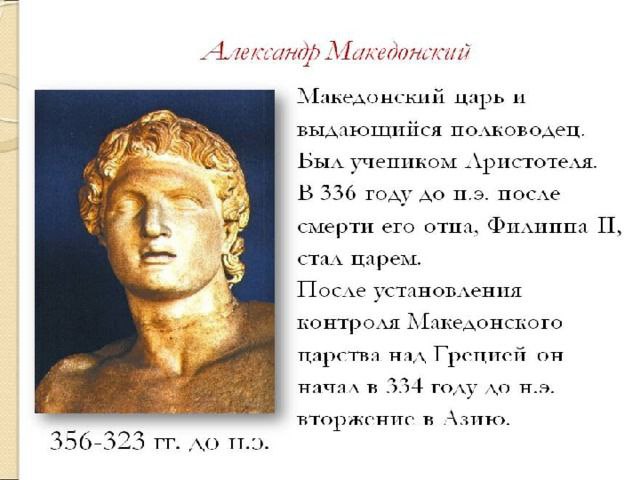 Александр Македонский
Македонский царь и
выдающийся полководец.
Был учеником Аристотеля.
В 336 году до н.э. после
смерти его отца, Филиппа II,
стал царем.
После установления
контроля Македонского
царства над Грецией он
начал в 334 году до н.э.
вторжение в Азию.
356-323 гг. до н.э.